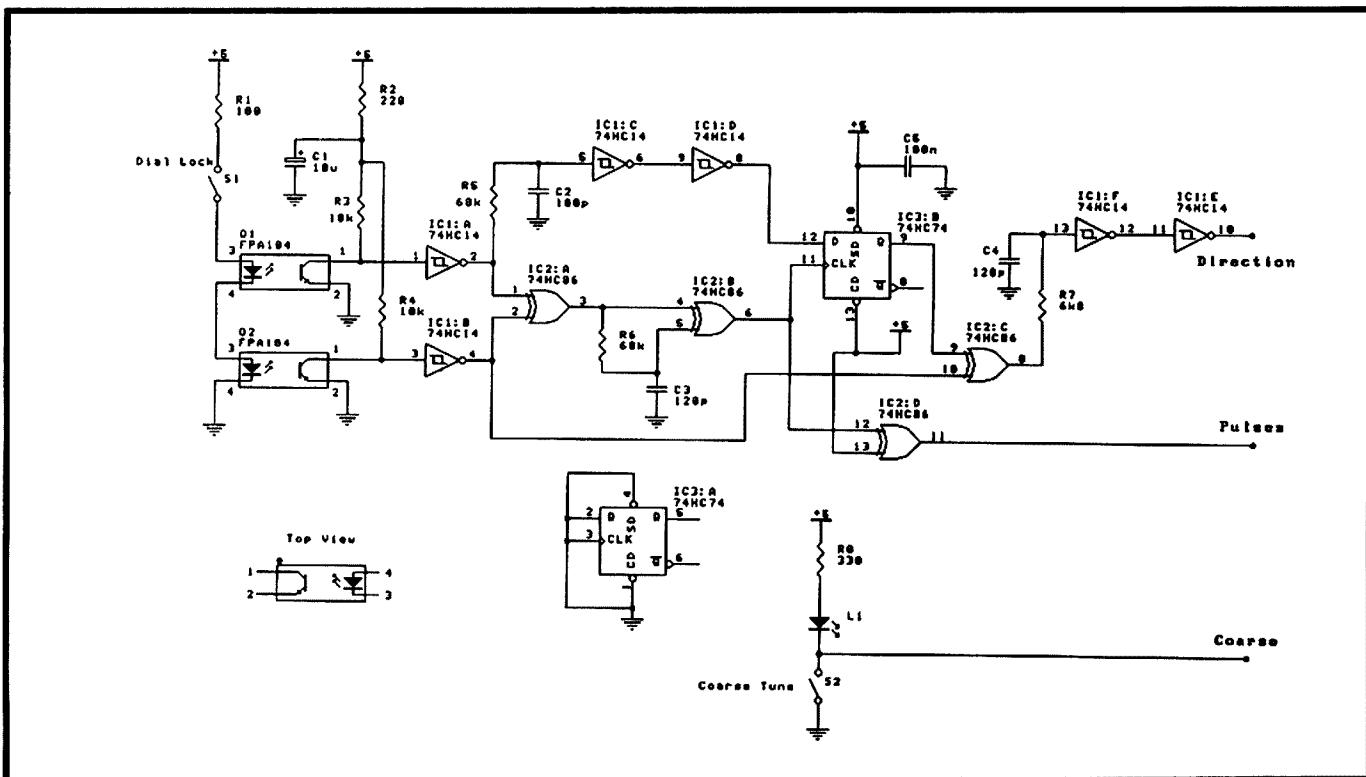 +5
R1
100
Dial Lock
S1
+5
R2
220
C1
10u
R3
10k
Q1
FPA104
3
4
1
2
R4
10k
Q2
FPA104
3
4
1
2
IC1:A
74HC14
1
2
IC1:B
74HC14
3
4
R5
68k
C2
100p
IC1:C
74HC14
5
6
IC1:D
74HC14
9
8
IC2:A
74HC86
1
2
3
R6
68k
C3
120p
IC2:B
74HC86
4
5
6
+5
C5
100n
10
IC3:B
74HC74
12
D
SD
Q
9
11
CLK
CD
Q
8
13
+5
IC2:C
74HC86
9
10
8
R7
6k8
C4
120p
IC1:F
74HC14
13
12
IC1:E
74HC14
11
10
Direction
IC2:D
74HC86
12
13
11
Pulses
IC3:A
74HC74
4
2
D
SD
Q
5
3
CLK
CD
Q
6
1
Top View
1
2
4
3
+5
R8
330
L1
Coarse
Coarse Tune
S2